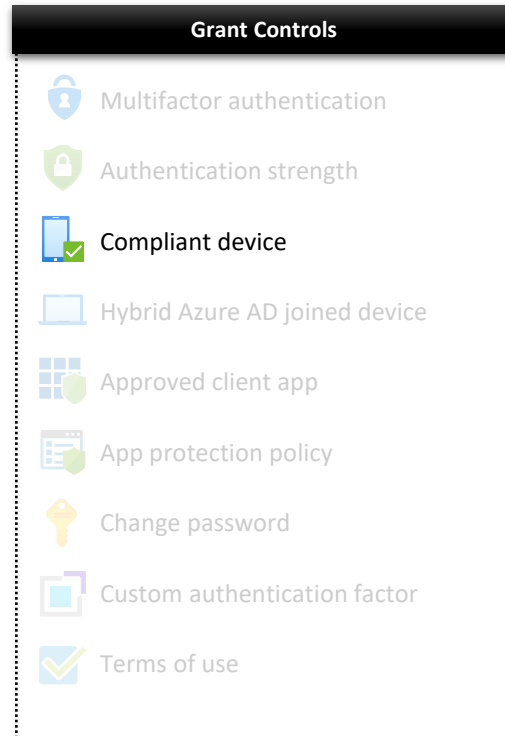 Grant Controls
Multifactor authentication
Authentication strength
Compliant device
Hybrid Azure AD joined device
Approved client app
App protection policy
Change password
Custom authentication factor
Terms of use